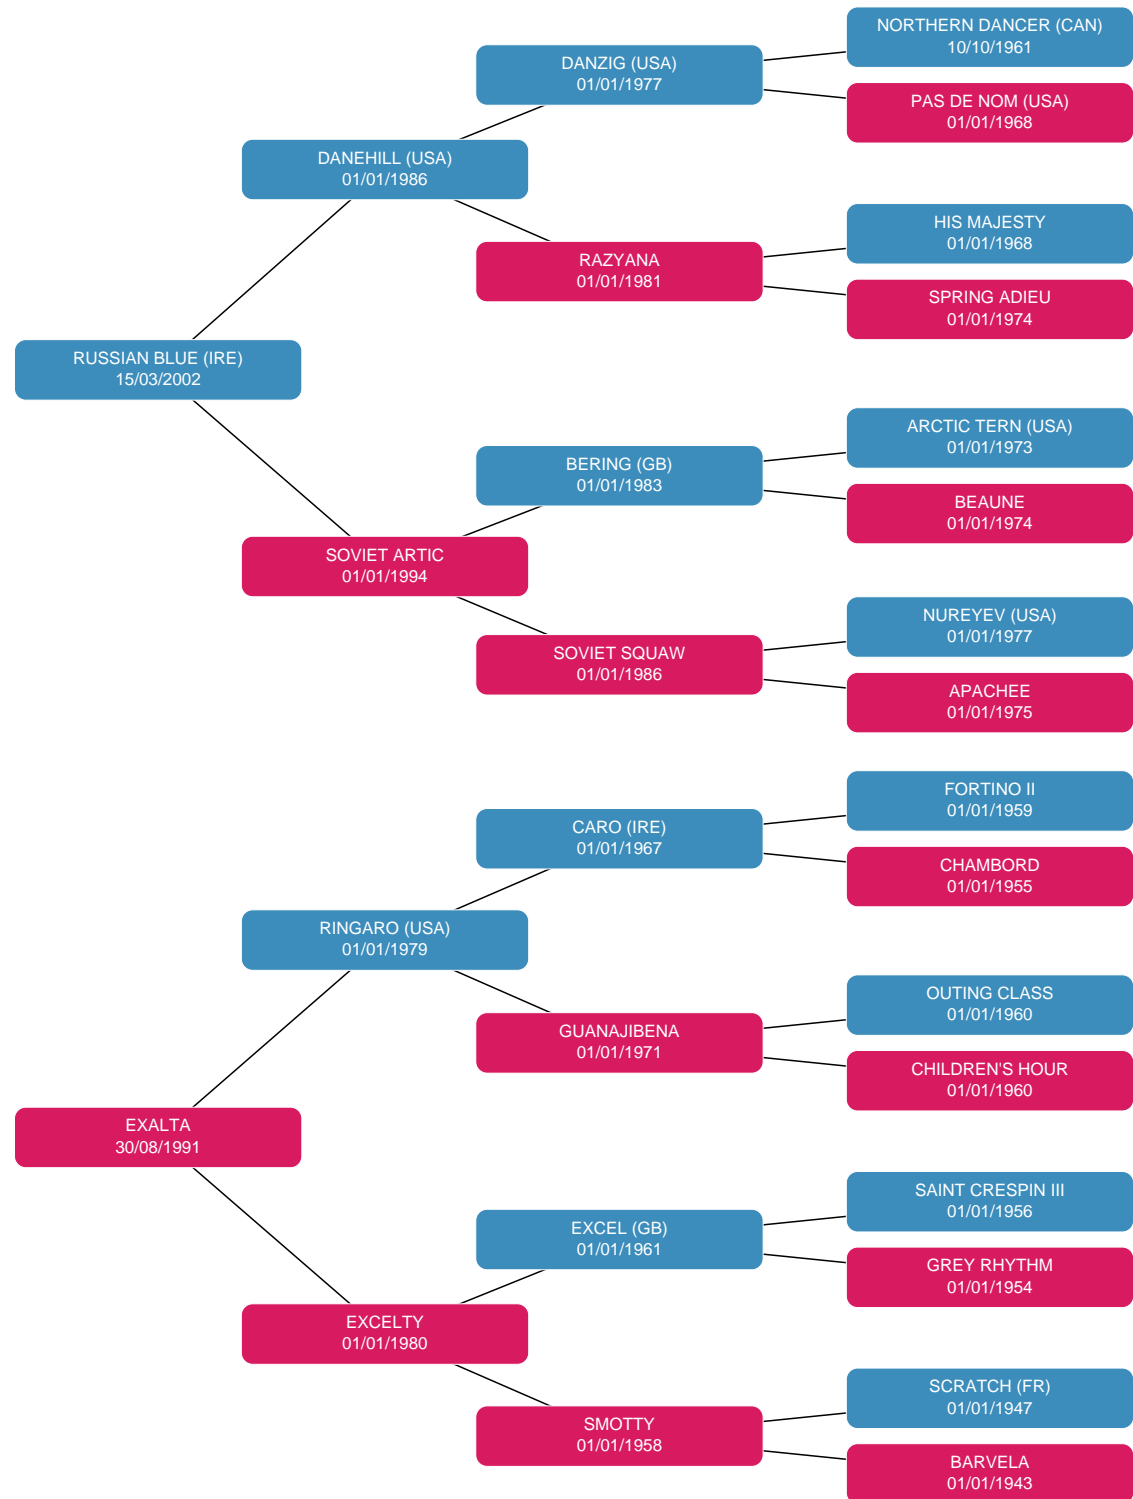 NORTHERN DANCER (CAN)
10/10/1961
DANZIG (USA)
01/01/1977
PAS DE NOM (USA)
01/01/1968
DANEHILL (USA)
01/01/1986
HIS MAJESTY
01/01/1968
RAZYANA
01/01/1981
SPRING ADIEU
01/01/1974
RUSSIAN BLUE (IRE)
15/03/2002
ARCTIC TERN (USA)
01/01/1973
BERING (GB)
01/01/1983
BEAUNE
01/01/1974
SOVIET ARTIC
01/01/1994
NUREYEV (USA)
01/01/1977
SOVIET SQUAW
01/01/1986
APACHEE
01/01/1975
FORTINO II
01/01/1959
CARO (IRE)
01/01/1967
CHAMBORD
01/01/1955
RINGARO (USA)
01/01/1979
OUTING CLASS
01/01/1960
GUANAJIBENA
01/01/1971
CHILDREN'S HOUR
01/01/1960
EXALTA
30/08/1991
SAINT CRESPIN III
01/01/1956
EXCEL (GB)
01/01/1961
GREY RHYTHM
01/01/1954
EXCELTY
01/01/1980
SCRATCH (FR)
01/01/1947
SMOTTY
01/01/1958
BARVELA
01/01/1943